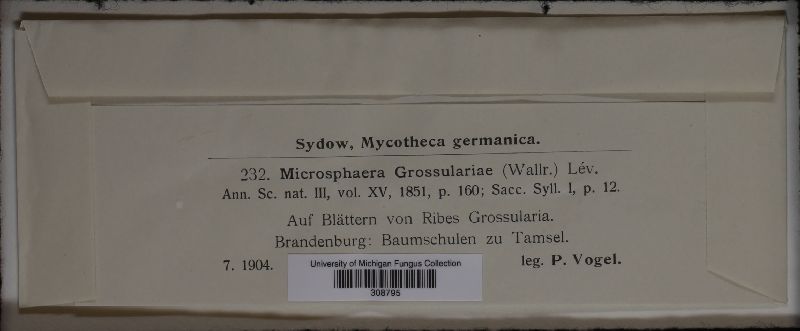 Sydow, Mycotheca germanica.
232. Microsphaera Grossulariae (Wallr.) Lév.
Ann. Sc. nat. III, vol. XV, 1851, p. 160; Sacc. Syll. I, p. 12.
Auf Blättern von Ribes Grossularia.
Brandenburg: Baumschulen zu Tamsel.
7. 1904. leg. P. Vogel.
University of Michigan Fungus Collection
308795